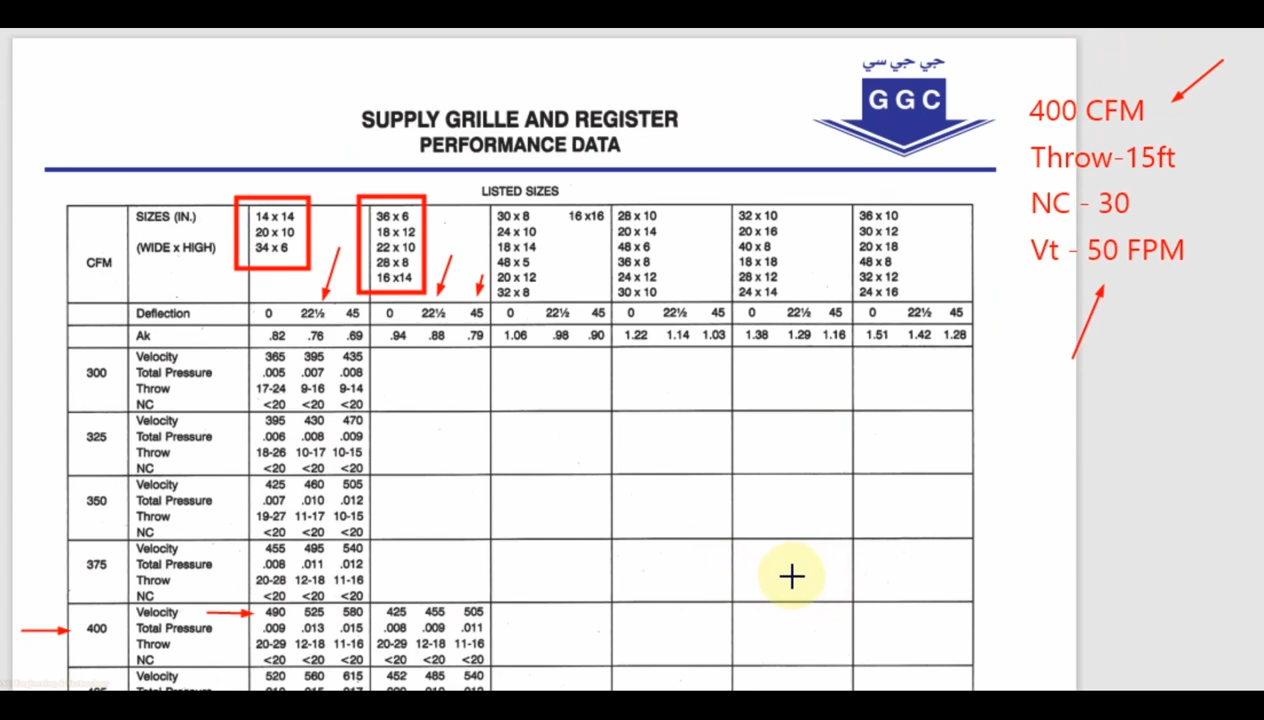 جي جي سي
GGC
400 CFM
Throw-15ft
NC - 30
Vt - 50 FPM
SUPPLY GRILLE AND REGISTER
PERFORMANCE DATA
LISTED SIZES
CFM
SIZES (IN.) 14 x 14 36 x 6 30 x 8 16 x16 28 x 10 32 x 10 36 x 10
20 x 10 18 x 12 24 x 10 20 x 14 20 x 16 30 x 12
(WIDE x HIGH) 34 x 6 22 x 10 18 x 14 48 x 6 40 x 8 20 x 18
28 x 8 48 x 5 36 x 8 18 x 18 48 x 8
16 x14 20 x 12 24 x 12 28 x 12 32 x 12
32 x 8 30 x 10 24 x 14 24 x 16
Deflection 0 22½ 45 0 22½ 45 0 22½ 45 0 22½ 45 0 22½ 45 0 22½ 45
Ak .82 .76 .69 .94 .88 .79 1.06 .98 .90 1.22 1.14 1.03 1.38 1.29 1.16 1.51 1.42 1.28
300
Velocity 365 395 435
Total Pressure .005 .007 .008
Throw 17-24 9-16 9-14
NC <20 <20 <20
325
Velocity 395 430 470
Total Pressure .006 .008 .009
Throw 18-26 10-17 10-15
NC <20 <20 <20
350
Velocity 425 460 505
Total Pressure .007 .010 .012
Throw 19-27 11-17 10-15
NC <20 <20 <20
375
Velocity 455 495 540
Total Pressure .008 .011 .012
Throw 20-28 12-18 11-16
NC <20 <20 <20
400
Velocity 490 525 580 425 455 505
Total Pressure .009 .013 .015 .008 .009 .011
Throw 20-29 12-18 11-16 20-29 12-18 11-16
NC <20 <20 <20 <20 <20 <20
Velocity 520 560 615 452 485 540